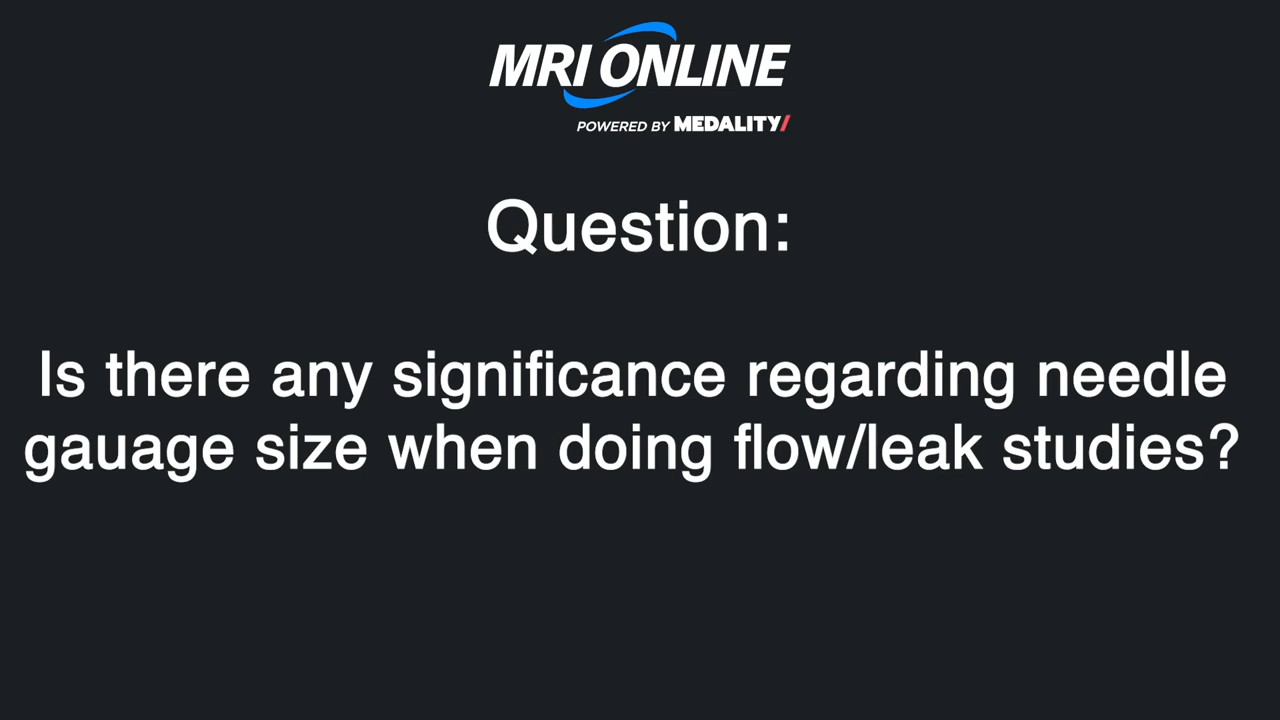 MRI ONLINE
POWERED BY MEDALITY/
Question:
Is there any significance regarding needle
gauage size when doing flow/leak studies?